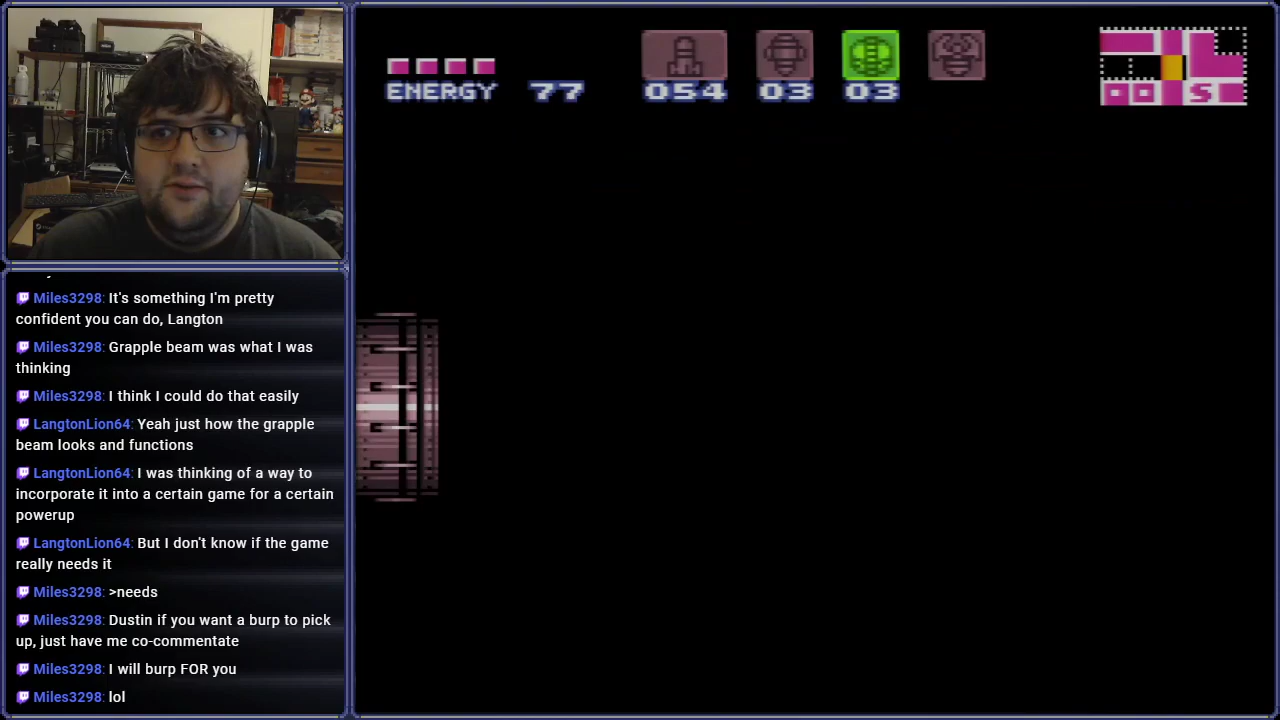 ENERGY 77 054 03 03
S
Miles3298: It's something I'm pretty
confident you can do, Langton
Miles3298: Grapple beam was what I was
thinking
Miles3298: I think I could do that easily
LangtonLion64: Yeah just how the grapple
beam looks and functions
LangtonLion64: I was thinking of a way to
incorporate it into a certain game for a certain
powerup
LangtonLion64: But I don't know if the game
really needs it
Miles3298: >needs
Miles3298: Dustin if you want a burp to pick
up, just have me co-commentate
Miles3298: I will burp FOR you
Miles3298: lol